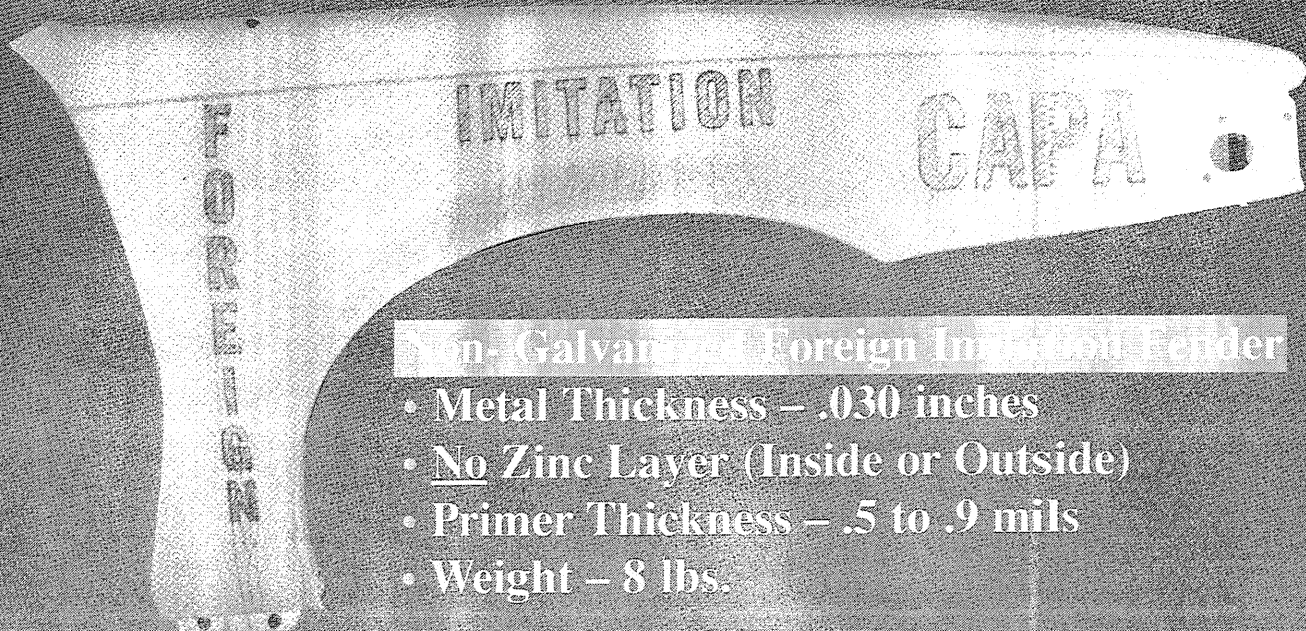 IMITATION
CAPA
FOREIGN
Non-Galvanized Foreign Imitation Fender
• Metal Thickness – .030 inches
• No Zinc Layer (Inside or Outside)
• Primer Thickness – .5 to .9 mils
• Weight – 8 lbs.